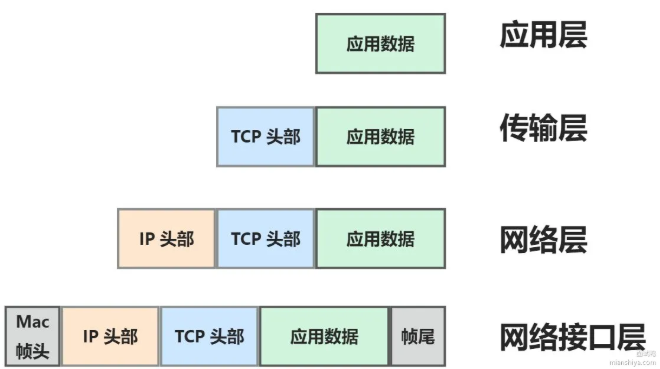 应用数据 应用层
TCP 头部 应用数据 传输层
IP 头部 TCP 头部 应用数据 网络层
Mac
帧头 IP 头部 TCP 头部 应用数据 帧尾 网络接口层
mianshiya.com